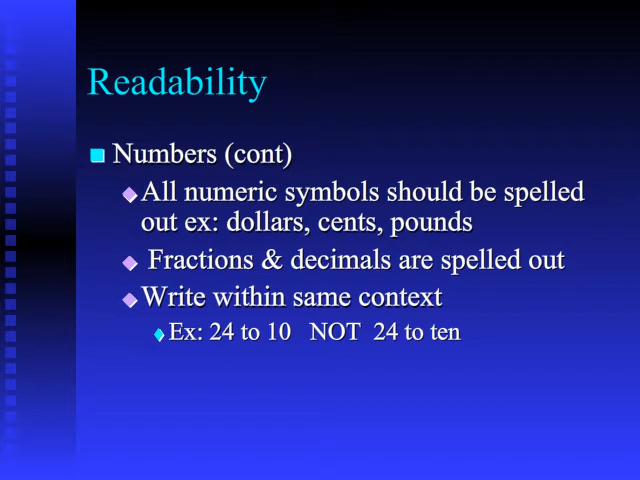 Readability
Numbers (cont)
All numeric symbols should be spelled
out ex: dollars, cents, pounds
Fractions & decimals are spelled out
Write within same context
Ex: 24 to 10 NOT 24 to ten